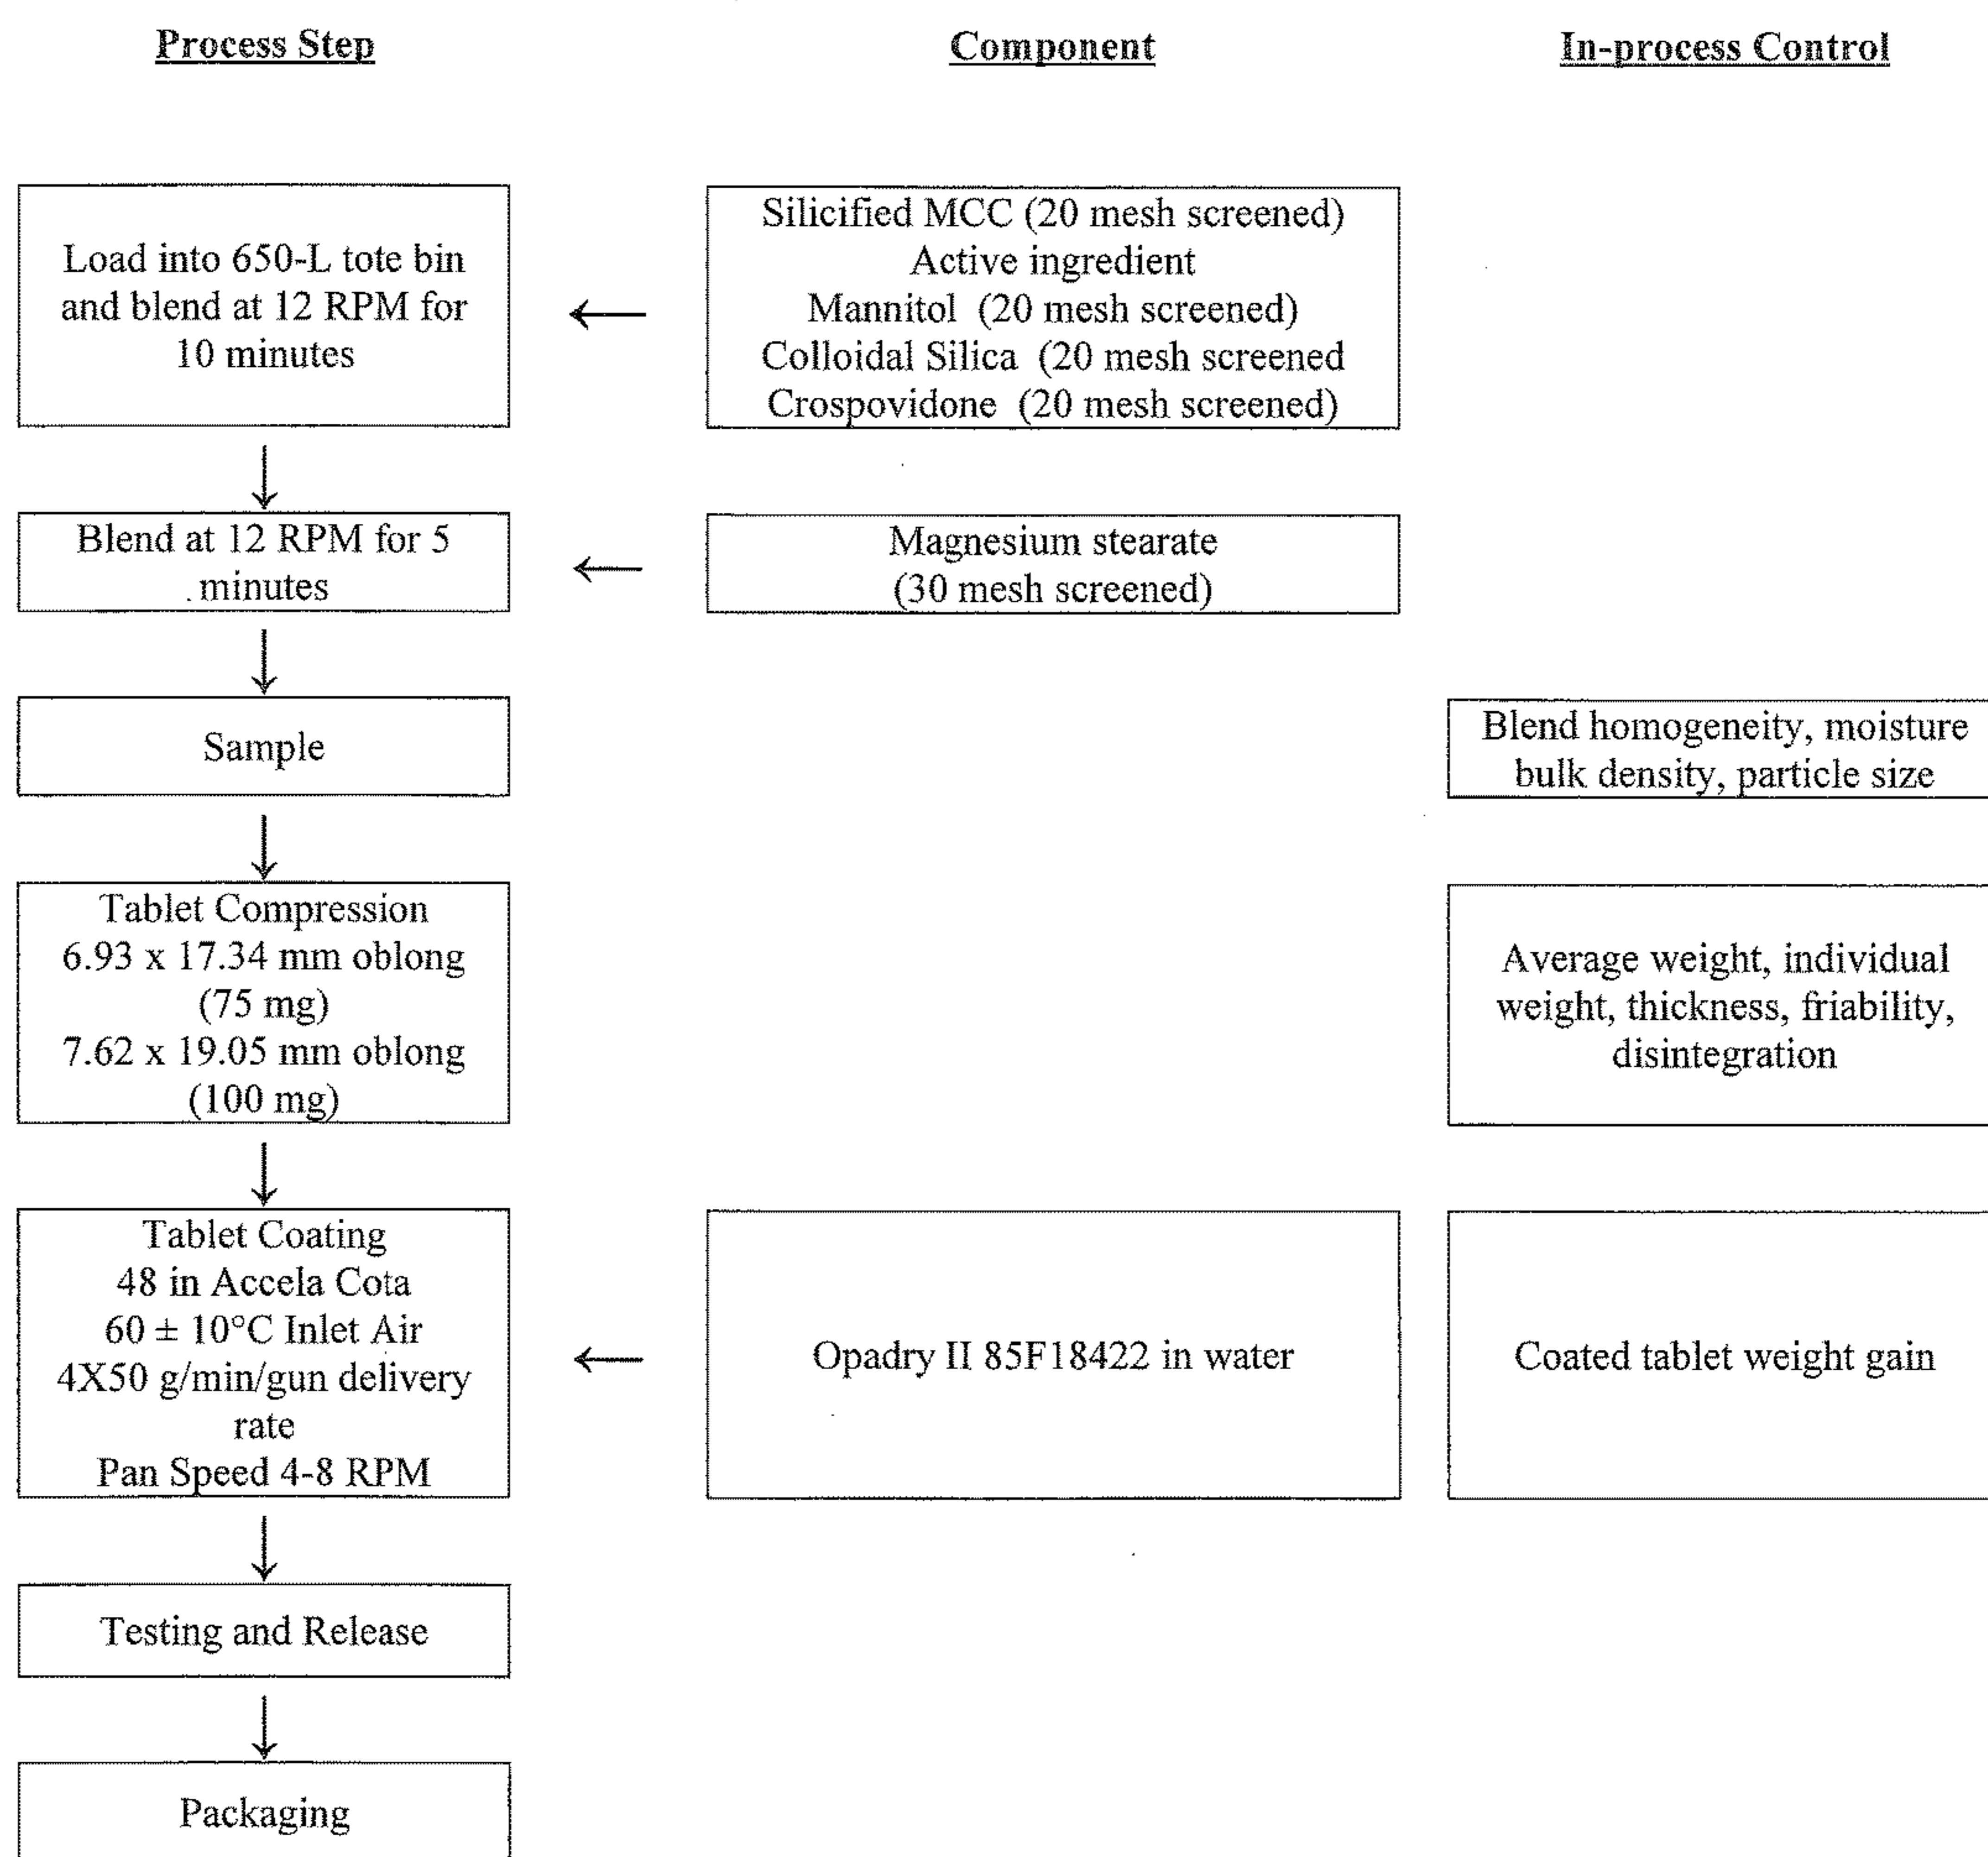 Process Step
Component
In-process Control
Load into 650-L tote bin
and blend at 12 RPM for
10 minutes
Silicified MCC (20 mesh screened)
Active ingredient
Mannitol (20 mesh screened)
Colloidal Silica (20 mesh screened
Crospovidone (20 mesh screened)
Blend at 12 RPM for 5
minutes
Magnesium stearate
(30 mesh screened)
Sample
Blend homogeneity, moisture
bulk density, particle size
Tablet Compression
6.93 x 17.34 mm oblong
(75 mg)
7.62 x 19.05 mm oblong
(100 mg)
Average weight, individual
weight, thickness, friability,
disintegration
Tablet Coating
48 in Accela Cota
60 ± 10°C Inlet Air
4X50 g/min/gun delivery
rate
Pan Speed 4-8 RPM
Opadry II 85F18422 in water
Coated tablet weight gain
Testing and Release
Packaging